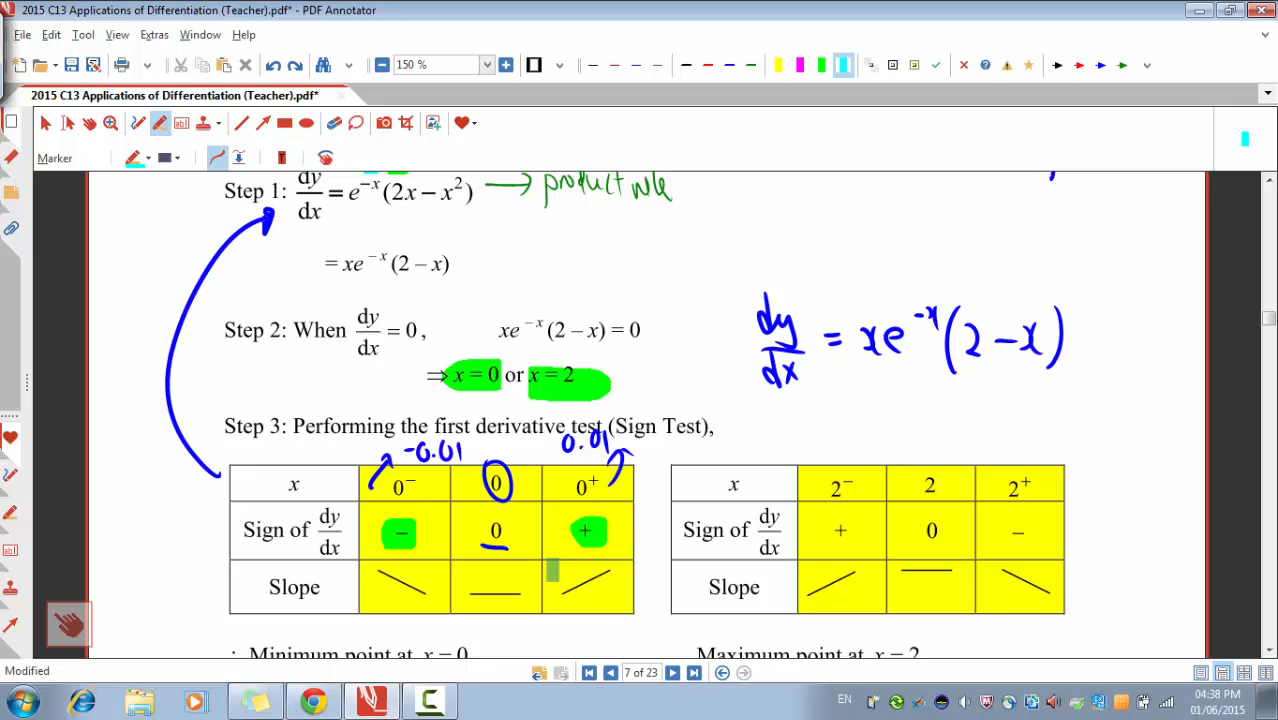 2015 C13 Applications of Differentiation (Teacher).pdf* - PDF Annotator
File Edit Tool View Extras Window Help
150 %
2015 C13 Applications of Differentiation (Teacher).pdf*
Marker
Step 1: dy/dx = e^{-x}(2x − x²) → product rule
= xe^{-x}(2 − x)
Step 2: When dy/dx = 0, xe^{-x}(2 − x) = 0
dy/dx = xe^{-x}(2 − x)
⇒ x = 0 or x = 2
Step 3: Performing the first derivative test (Sign Test),
-0.01 0.01
x 0⁻ 0 0⁺
Sign of dy/dx − 0 +
Slope
x 2⁻ 2 2⁺
Sign of dy/dx + 0 −
Slope
∴ Minimum point at x = 0
Maximum point at x = 2
Modified
7 of 23
EN
04:38 PM
01/06/2015